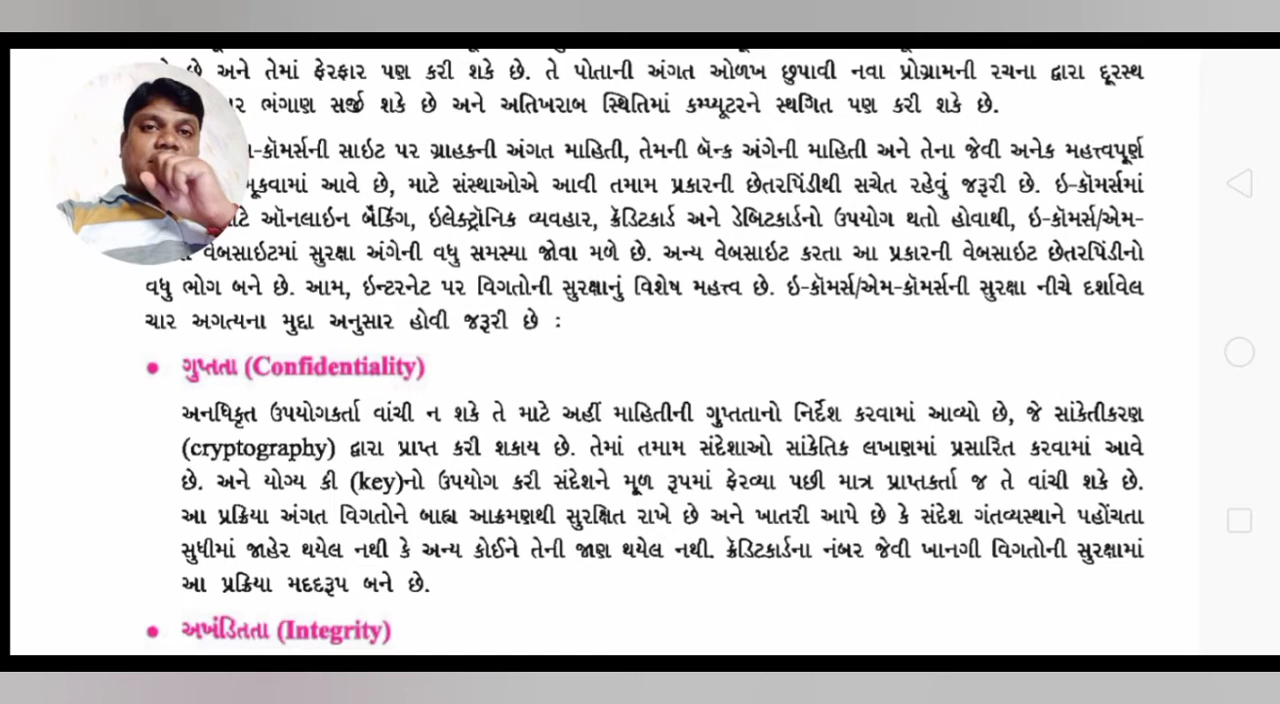 છે અને તેમાં ફેરફાર પણ કરી શકે છે. તે પોતાની અંગત ઓળખ છુપાવી નવા પ્રોગ્રામની રચના દ્વારા દૂરસ્થ
ભંગાણ સર્જી શકે છે અને અતિખરાબ સ્થિતિમાં કમ્પ્યૂટરને સ્થગિત પણ કરી શકે છે.
-કૉમર્સની સાઇટ પર ગ્રાહકની અંગત માહિતી, તેમની બૅન્ક અંગેની માહિતી અને તેના જેવી અનેક મહત્ત્વપૂર્ણ
મૂકવામાં આવે છે, માટે સંસ્થાઓએ આવી તમામ પ્રકારની છેતરપિંડીથી સચેત રહેવું જરૂરી છે. ઇ-કૉમર્સમાં
માટે ઑનલાઇન બૅંકિંગ, ઇલેક્ટ્રૉનિક વ્યવહાર, ક્રૅડિટકાર્ડ અને ડેબિટકાર્ડનો ઉપયોગ થતો હોવાથી, ઇ-કૉમર્સ/એમ-
વેબસાઇટમાં સુરક્ષા અંગેની વધુ સમસ્યા જોવા મળે છે. અન્ય વેબસાઇટ કરતા આ પ્રકારની વેબસાઇટ છેતરપિંડીનો
વધુ ભોગ બને છે. આમ, ઇન્ટરનેટ પર વિગતોની સુરક્ષાનું વિશેષ મહત્ત્વ છે. ઇ-કૉમર્સ/એમ-કૉમર્સની સુરક્ષા નીચે દર્શાવેલ
ચાર અગત્યના મુદ્દા અનુસાર હોવી જરૂરી છે :
• ગુપ્તતા (Confidentiality)
અનધિકૃત ઉપયોગકર્તા વાંચી ન શકે તે માટે અહીં માહિતીની ગુપ્તતાનો નિર્દેશ કરવામાં આવ્યો છે, જે સાંકેતીકરણ
(cryptography) દ્વારા પ્રાપ્ત કરી શકાય છે. તેમાં તમામ સંદેશાઓ સાંકેતિક લખાણમાં પ્રસારિત કરવામાં આવે
છે. અને યોગ્ય કી (key)નો ઉપયોગ કરી સંદેશને મૂળ રૂપમાં ફેરવ્યા પછી માત્ર પ્રાપ્તકર્તા જ તે વાંચી શકે છે.
આ પ્રક્રિયા અંગત વિગતોને બાહ્ય આક્રમણથી સુરક્ષિત રાખે છે અને ખાતરી આપે છે કે સંદેશ ગંતવ્યસ્થાને પહોંચતા
સુધીમાં જાહેર થયેલ નથી કે અન્ય કોઈને તેની જાણ થયેલ નથી. ક્રૅડિટકાર્ડના નંબર જેવી ખાનગી વિગતોની સુરક્ષામાં
આ પ્રક્રિયા મદદરૂપ બને છે.
• અખંડિતતા (Integrity)